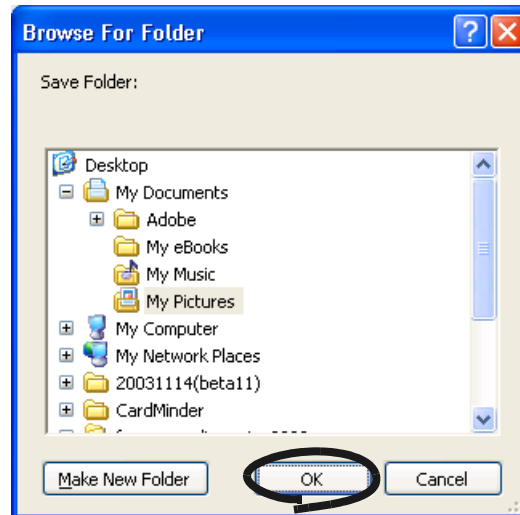 Browse For Folder
Save Folder:
Desktop
My Documents
Adobe
My eBooks
My Music
My Pictures
My Computer
My Network Places
20031114(beta11)
CardMinder
Make New Folder
OK
Cancel